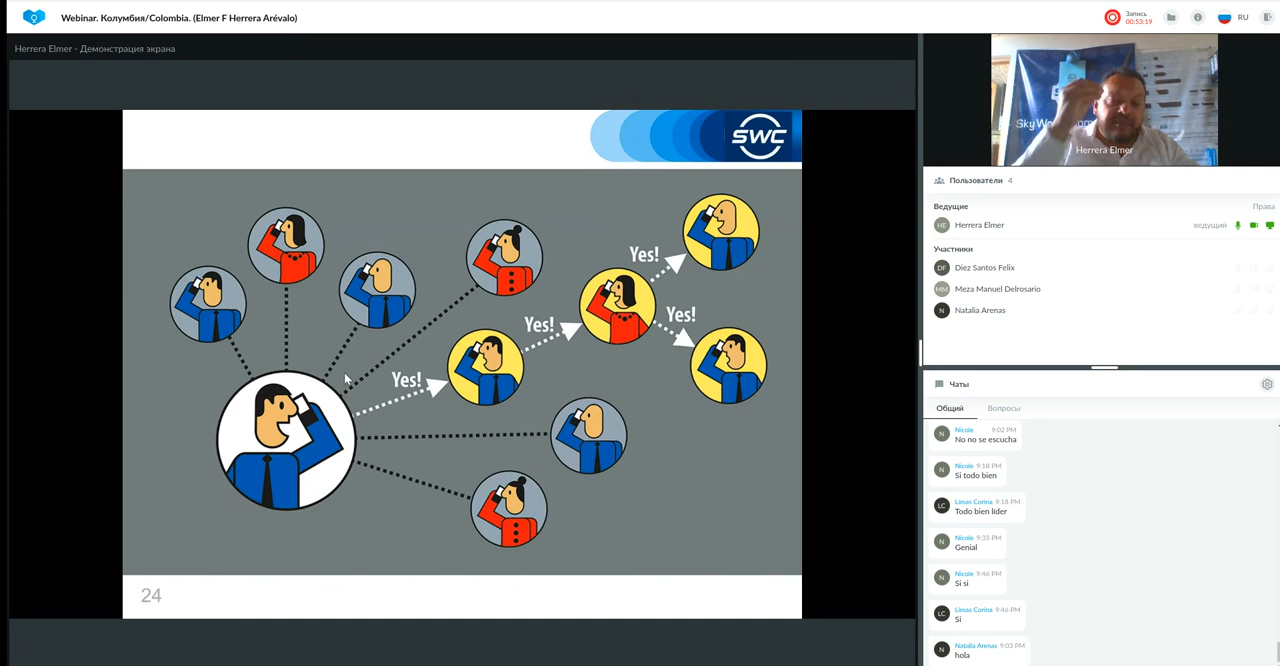 Webinar. Колумбия/Colombia. (Elmer F Herrera Arévalo)
Запись
00:53:19
RU
Herrera Elmer - Демонстрация экрана
SWC
Yes!
Yes!
Yes!
Yes!
24
Herrera Elmer
Пользователи 4
Ведущие Права
HE Herrera Elmer ведущий
Участники
DF Diez Santos Felix
MM Meza Manuel Delrosario
N Natalia Arenas
Чаты
Общий Вопросы
N Nicole 9:02 PM
No no se escucha
N Nicole 9:18 PM
Si todo bien
LC Limas Corina 9:18 PM
Todo bien líder
N Nicole 9:33 PM
Genial
N Nicole 9:46 PM
Si si
LC Limas Corina 9:46 PM
Si
N Natalia Arenas 9:03 PM
hola